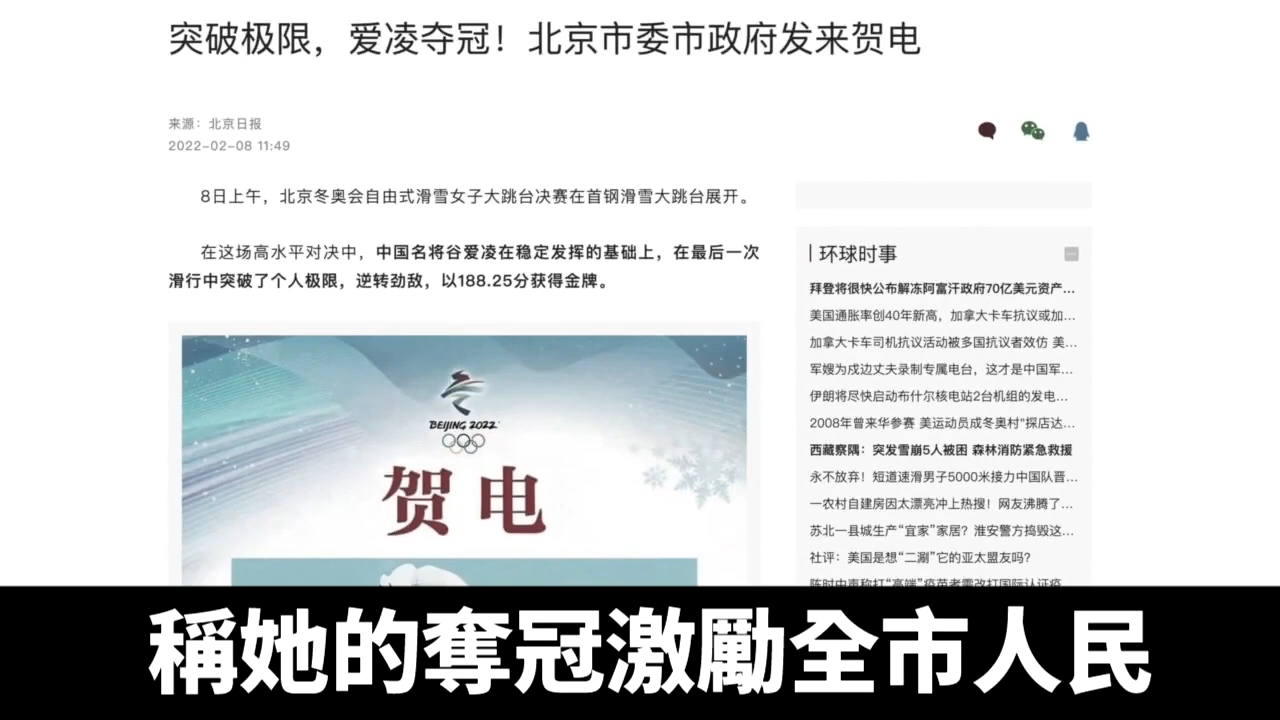 突破极限，爱凌夺冠！北京市委市政府发来贺电
来源：北京日报
2022-02-08 11:49
8日上午，北京冬奥会自由式滑雪女子大跳台决赛在首钢滑雪大跳台展开。
在这场高水平对决中，中国名将谷爱凌在稳定发挥的基础上，在最后一次
滑行中突破了个人极限，逆转劲敌，以188.25分获得金牌。
BEIJING 2022
贺电
环球时事
拜登将很快公布解冻阿富汗政府70亿美元资产...
美国通胀率创40年新高，加拿大卡车抗议或加...
加拿大卡车司机抗议活动被多国抗议者效仿 美...
军嫂为戍边丈夫录制专属电台，这才是中国军...
伊朗将尽快启动布什尔核电站2台机组的发电...
2008年曾来华参赛 美运动员成冬奥村“探店达...
西藏察隅：突发雪崩5人被困 森林消防紧急救援
永不放弃！短道速滑男子5000米接力中国队晋...
一农村自建房因太漂亮冲上热搜！网友沸腾了...
苏北一县城生产“宜家”家居？淮安警方捣毁这...
社评：美国是想“二涮”它的亚太盟友吗？
稱她的奪冠激勵全市人民